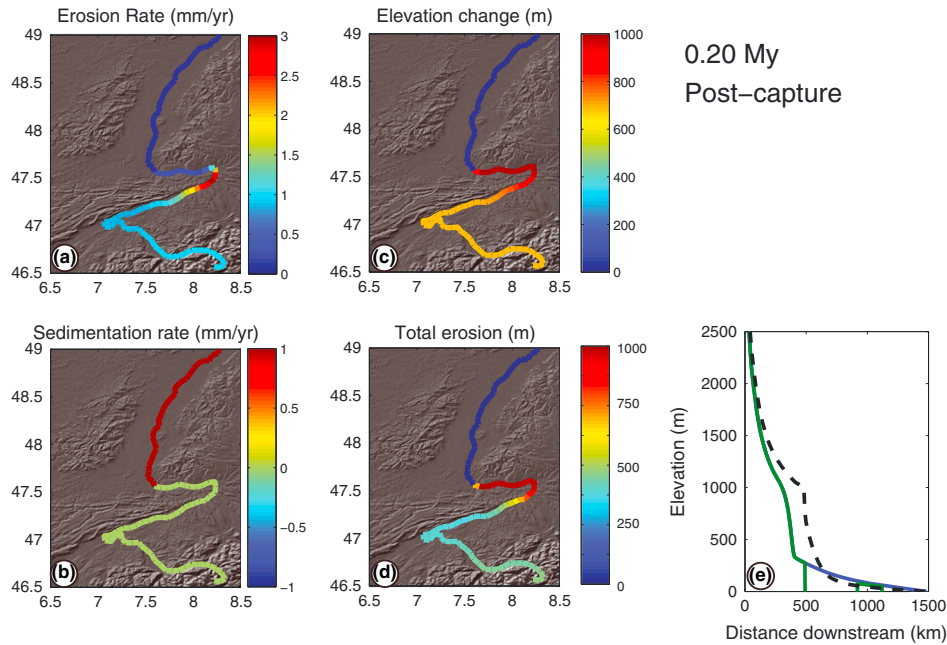 Erosion Rate (mm/yr)
49
48.5
48
47.5
47
46.5
6.5 7 7.5 8 8.5
3
2.5
2
1.5
1
0.5
0
(a)
Elevation change (m)
49
48.5
48
47.5
47
46.5
6.5 7 7.5 8 8.5
1000
800
600
400
200
0
(c)
0.20 My
Post−capture
Sedimentation rate (mm/yr)
49
48.5
48
47.5
47
46.5
6.5 7 7.5 8 8.5
1
0.5
0
−0.5
−1
(b)
Total erosion (m)
49
48.5
48
47.5
47
46.5
6.5 7 7.5 8 8.5
1000
750
500
250
0
(d)
2500
2000
1500
1000
500
0
Elevation (m)
(e)
0 500 1000 1500
Distance downstream (km)